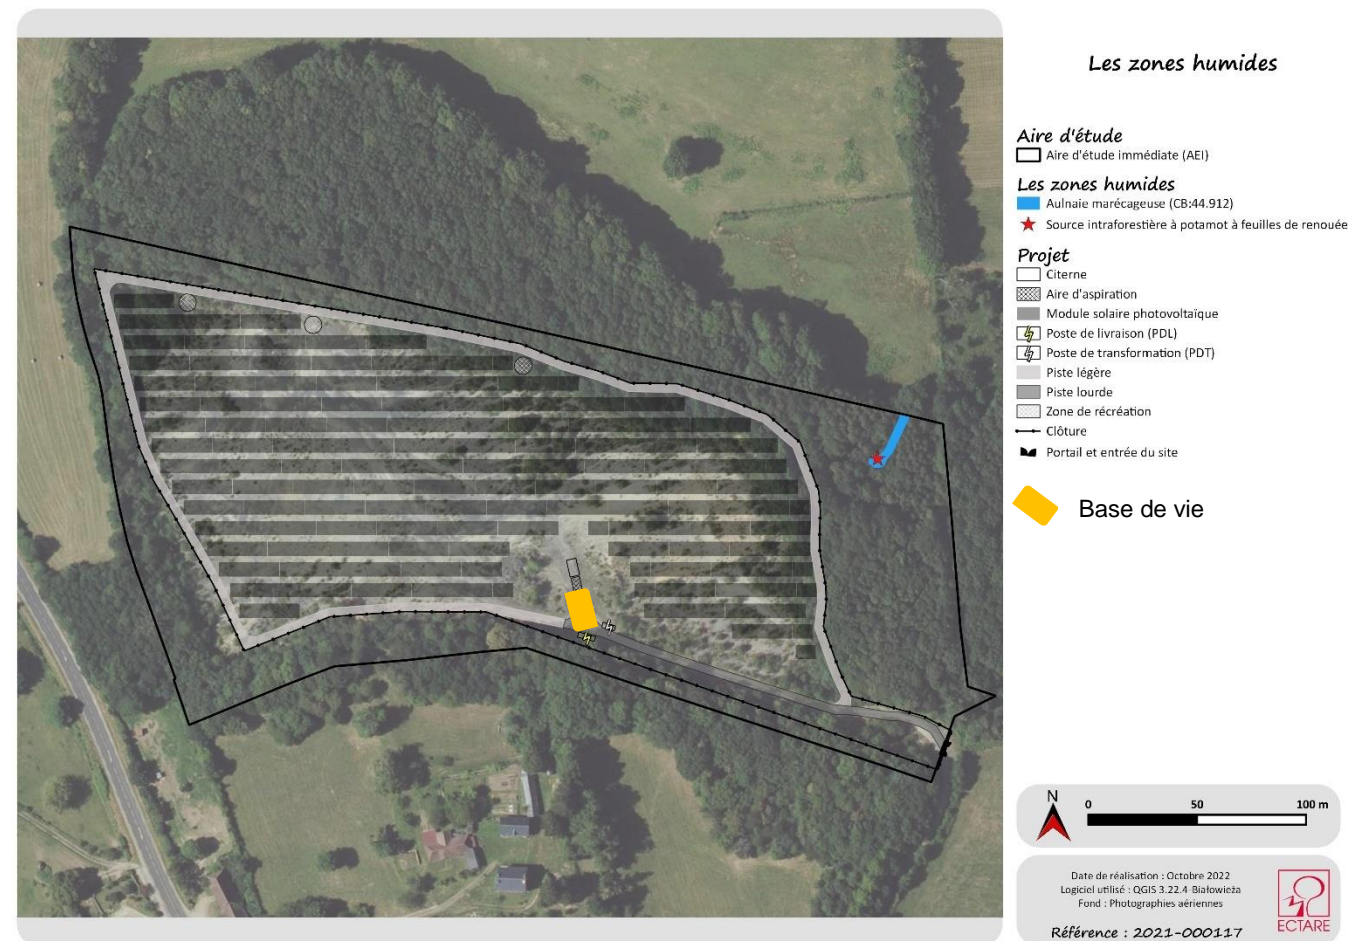 Les zones humides
Aire d'étude
Aire d'étude immédiate (AEI)
Les zones humides
Aulnaie marécageuse (CB:44.912)
Source intraforestière à potamot à feuilles de renouée
Projet
Citerne
Aire d'aspiration
Module solaire photovoltaïque
Poste de livraison (PDL)
Poste de transformation (PDT)
Piste légère
Piste lourde
Zone de récréation
Clôture
Portail et entrée du site
Base de vie
N
0 50 100 m
Date de réalisation : Octobre 2022
Logiciel utilisé : QGIS 3.22.4-Białowieża
Fond : Photographies aériennes
Référence : 2021-000117
ECTARE